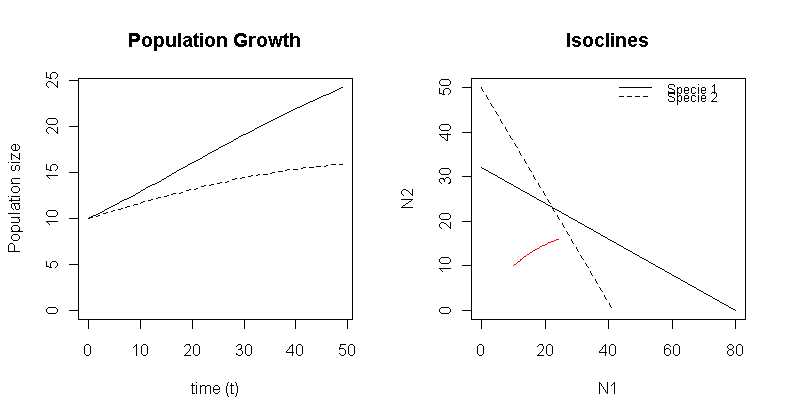 Population Growth
Population size
25
20
15
10
5
0
0 10 20 30 40 50
time (t)
Isoclines
Specie 1
Specie 2
N2
50
40
30
20
10
0
0 20 40 60 80
N1